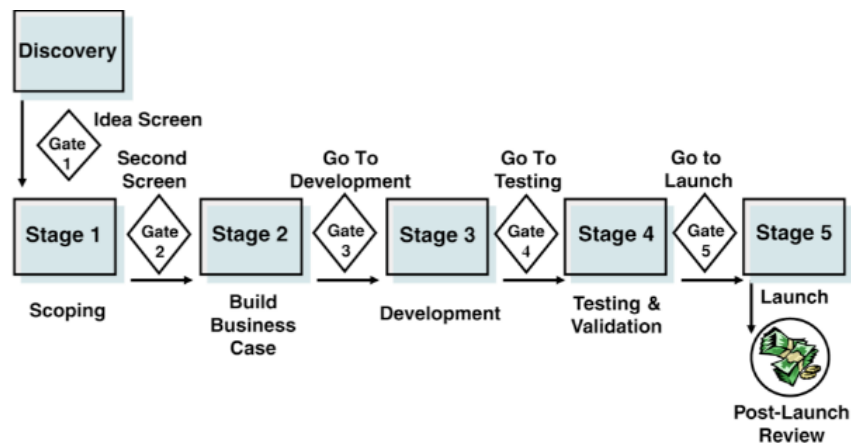 Discovery
Idea Screen
Gate
1
Second
Screen
Go To
Development
Go To
Testing
Go to
Launch
Stage 1
Gate
2
Stage 2
Gate
3
Stage 3
Gate
4
Stage 4
Gate
5
Stage 5
Scoping
Build
Business
Case
Development
Testing &
Validation
Launch
Post-Launch
Review